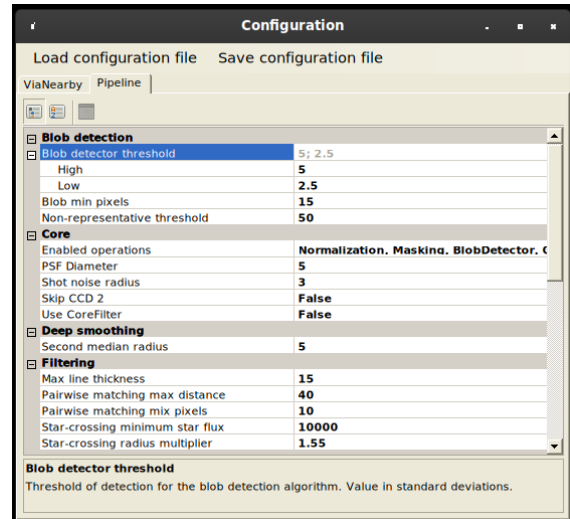 Configuration
Load configuration file Save configuration file
ViaNearby Pipeline
Blob detection
Blob detector threshold 5; 2.5
High 5
Low 2.5
Blob min pixels 15
Non-representative threshold 50
Core
Enabled operations Normalization, Masking, BlobDetector,
PSF Diameter 5
Shot noise radius 3
Skip CCD 2 False
Use CoreFilter False
Deep smoothing
Second median radius 5
Filtering
Max line thickness 15
Pairwise matching max distance 40
Pairwise matching mix pixels 10
Star-crossing minimum star flux 10000
Star-crossing radius multiplier 1.55
Blob detector threshold
Threshold of detection for the blob detection algorithm. Value in standard deviations.